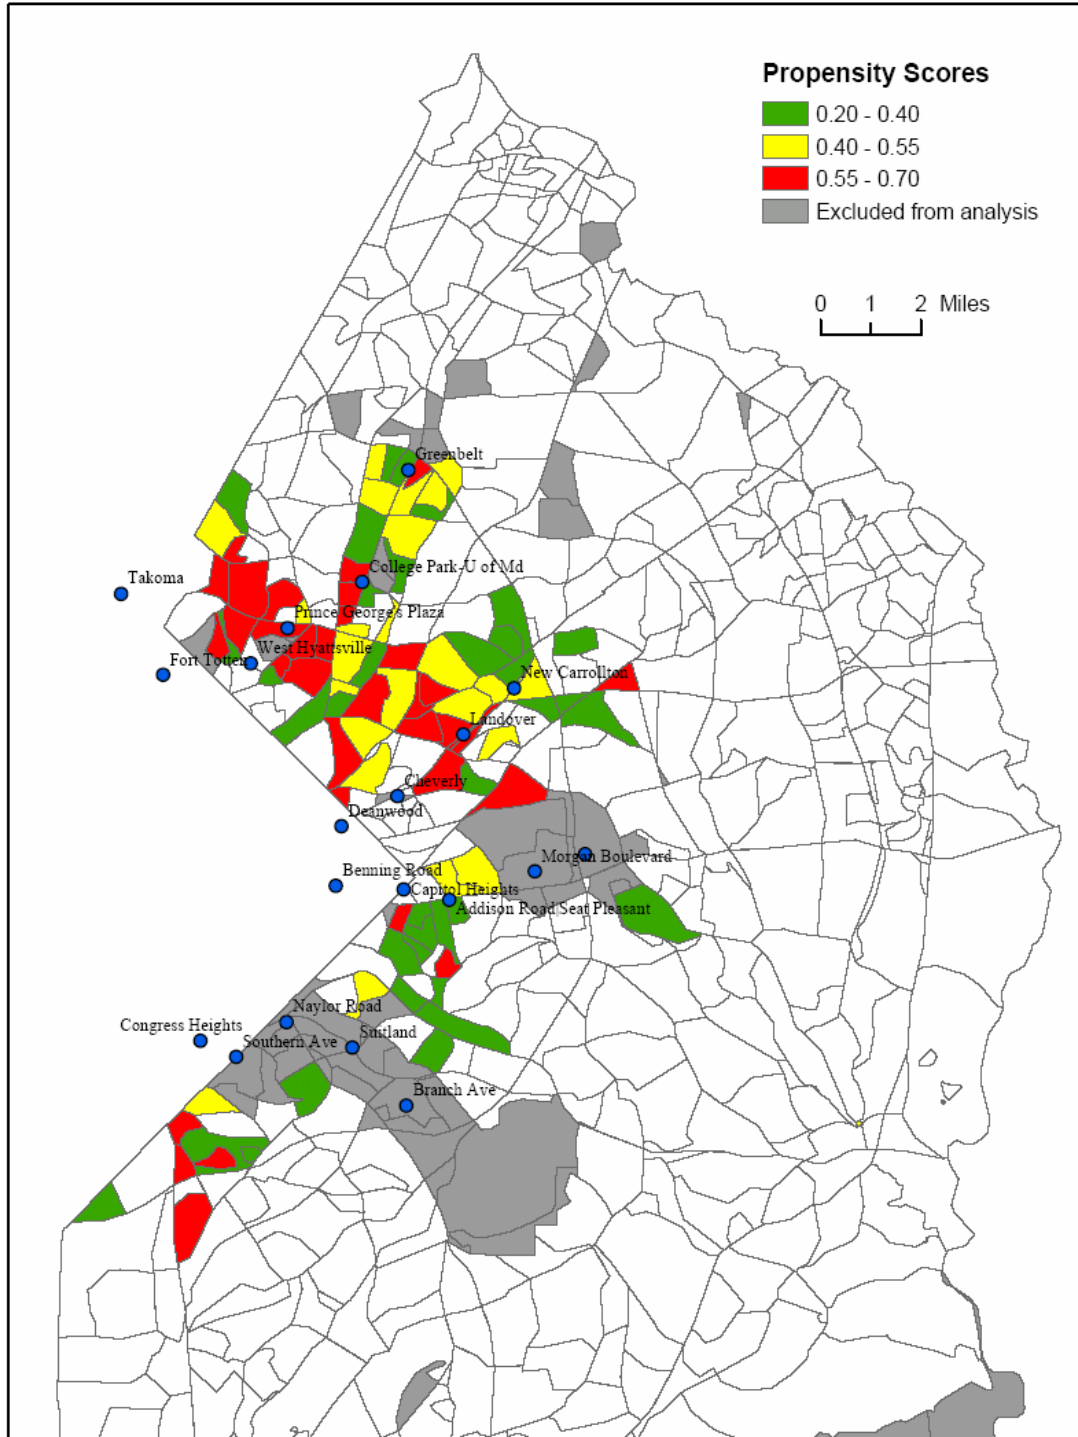 Propensity Scores
0.20 - 0.40
0.40 - 0.55
0.55 - 0.70
Excluded from analysis
0 1 2 Miles
Greenbelt
College Park-U of Md
Takoma
Prince George's Plaza
West Hyattsville
Fort Totten
New Carrollton
Landover
Cheverly
Deanwood
Morgan Boulevard
Benning Road
Capitol Heights
Addison Road Seat Pleasant
Naylor Road
Congress Heights
Southern Ave
Suitland
Branch Ave